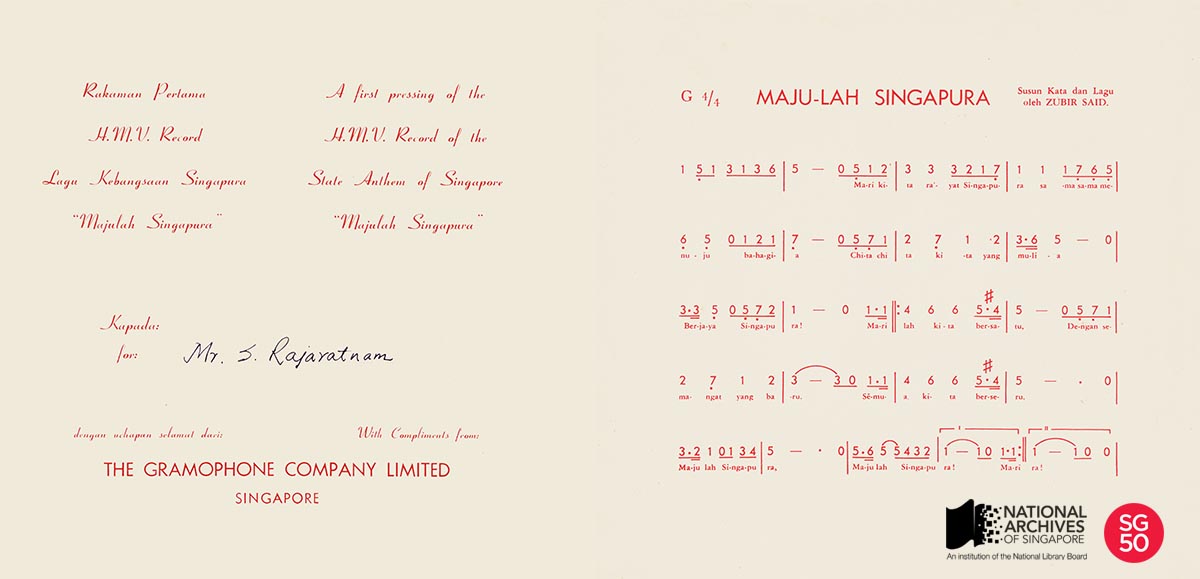 Rakaman Pertama
H.M.V. Record
Lagu Kebangsaan Singapura
"Majulah Singapura"
A first pressing of the
H.M.V. Record of the
State Anthem of Singapore
"Majulah Singapura"
Kapada:
for: Mr. S. Rajaratnam
dengan uchapan selamat dari:
With Compliments from:
THE GRAMOPHONE COMPANY LIMITED
SINGAPORE
G 4/4
MAJU-LAH SINGAPURA
Susun Kata dan Lagu
oleh ZUBIR SAID.
1 5 1 3 1 3 6 | 5 — 0 5 1 2 | 3 3 3 2 1 7 | 1 1 1 7 6 5 |
Ma-ri ki- ta ra'- yat Si-nga-pu- ra sa -ma sa-ma me-
6 5 0 1 2 1 | 7 — 0 5 7 1 | 2 7 1 ·2 | 3·6 5 — 0 |
nu - ju ba-ha-gi- a Chi-ta chi ta ki -ta yang mu-li - a
3·3 5 0 5 7 2 | 1 — 0 1·1 ‖: 4 6 6 ♯5·4 | 5 — 0 5 7 1 |
Ber-ja-ya Si-nga-pu ra! Ma-ri lah ki-ta ber-sa- tu, De-ngan se-
2 7 1 2 | 3 — 3 0 1·1 | 4 6 6 ♯5·4 | 5 — · 0 |
ma- ngat yang ba -ru. Sĕ-mu- a ki- ta ber-se- ru,
I II
3·2 1 0 1 3 4 | 5 — · 0 | 5·6 5 5 4 3 2 | 1 — 1 0 1·1 :‖ 1 — 1 0 0 |
Ma-ju lah Si-nga-pu ra, Ma-ju lah Si-nga-pu ra! Ma-ri ra!
NATIONAL
ARCHIVES
OF SINGAPORE
An institution of the National Library Board
SG
50